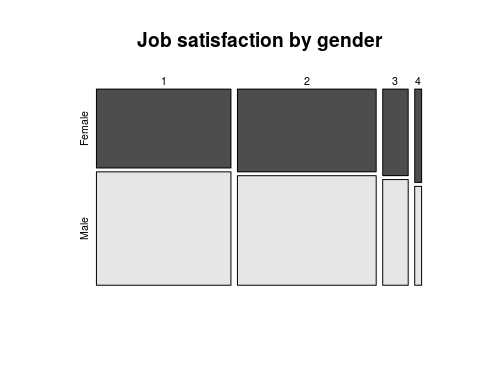 Job satisfaction by gender
1 2 3 4
Female
Male